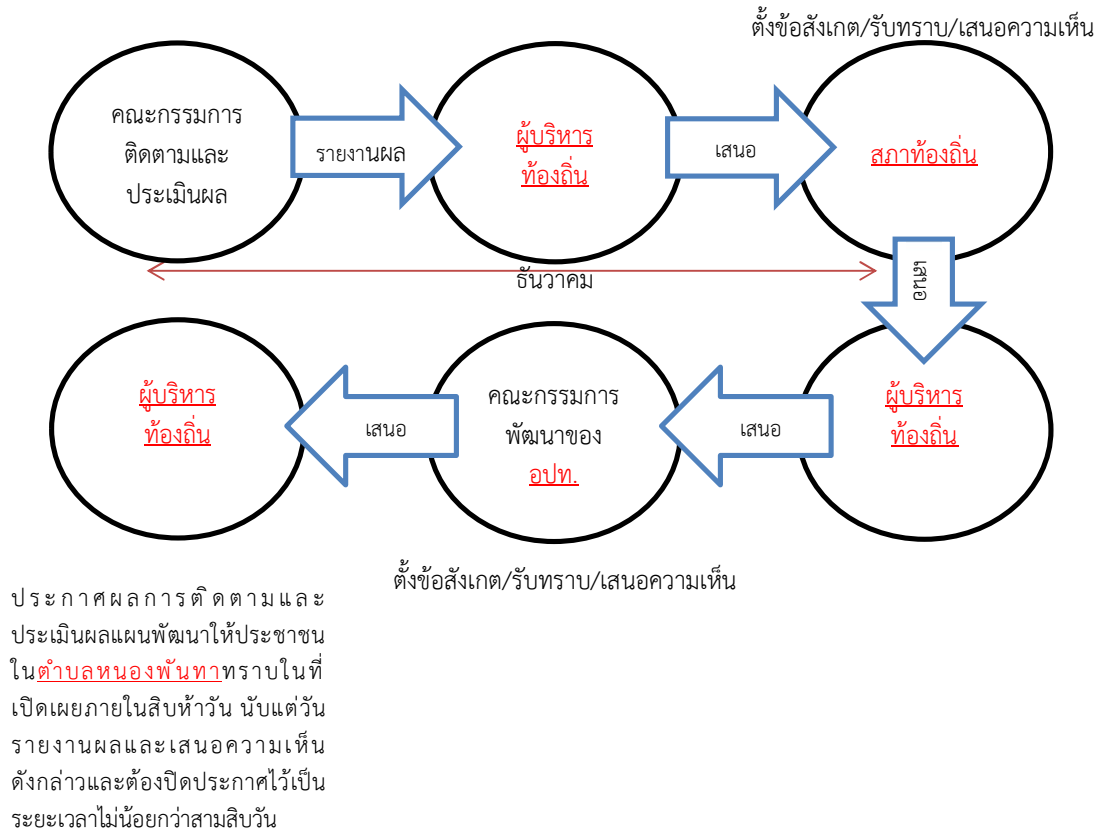 ตั้งข้อสังเกต/รับทราบ/เสนอความเห็น
คณะกรรมการ
ติดตามและ
ประเมินผล
รายงานผล
ผู้บริหาร
ท้องถิ่น
เสนอ
สภาท้องถิ่น
ธันวาคม
เสนอ
ผู้บริหาร
ท้องถิ่น
เสนอ
คณะกรรมการ
พัฒนาของ
อปท.
เสนอ
ผู้บริหาร
ท้องถิ่น
ตั้งข้อสังเกต/รับทราบ/เสนอความเห็น
ประกาศผลการติดตามและ
ประเมินผลแผนพัฒนาให้ประชาชน
ในตำบลหนองพันทาทราบในที่
เปิดเผยภายในสิบห้าวัน นับแต่วัน
รายงานผลและเสนอความเห็น
ดังกล่าวและต้องปิดประกาศไว้เป็น
ระยะเวลาไม่น้อยกว่าสามสิบวัน